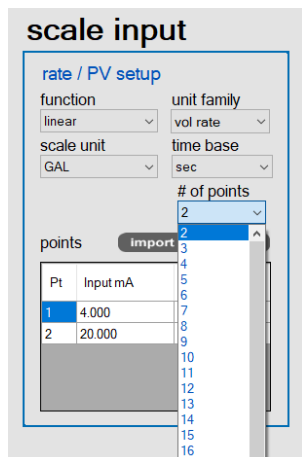 scale input
rate / PV setup
function unit family
linear vol rate
scale unit time base
GAL sec
# of points
2
points import
2
3
4
5
6
7
8
9
10
11
12
13
14
15
16
Pt Input mA
1 4.000
2 20.000